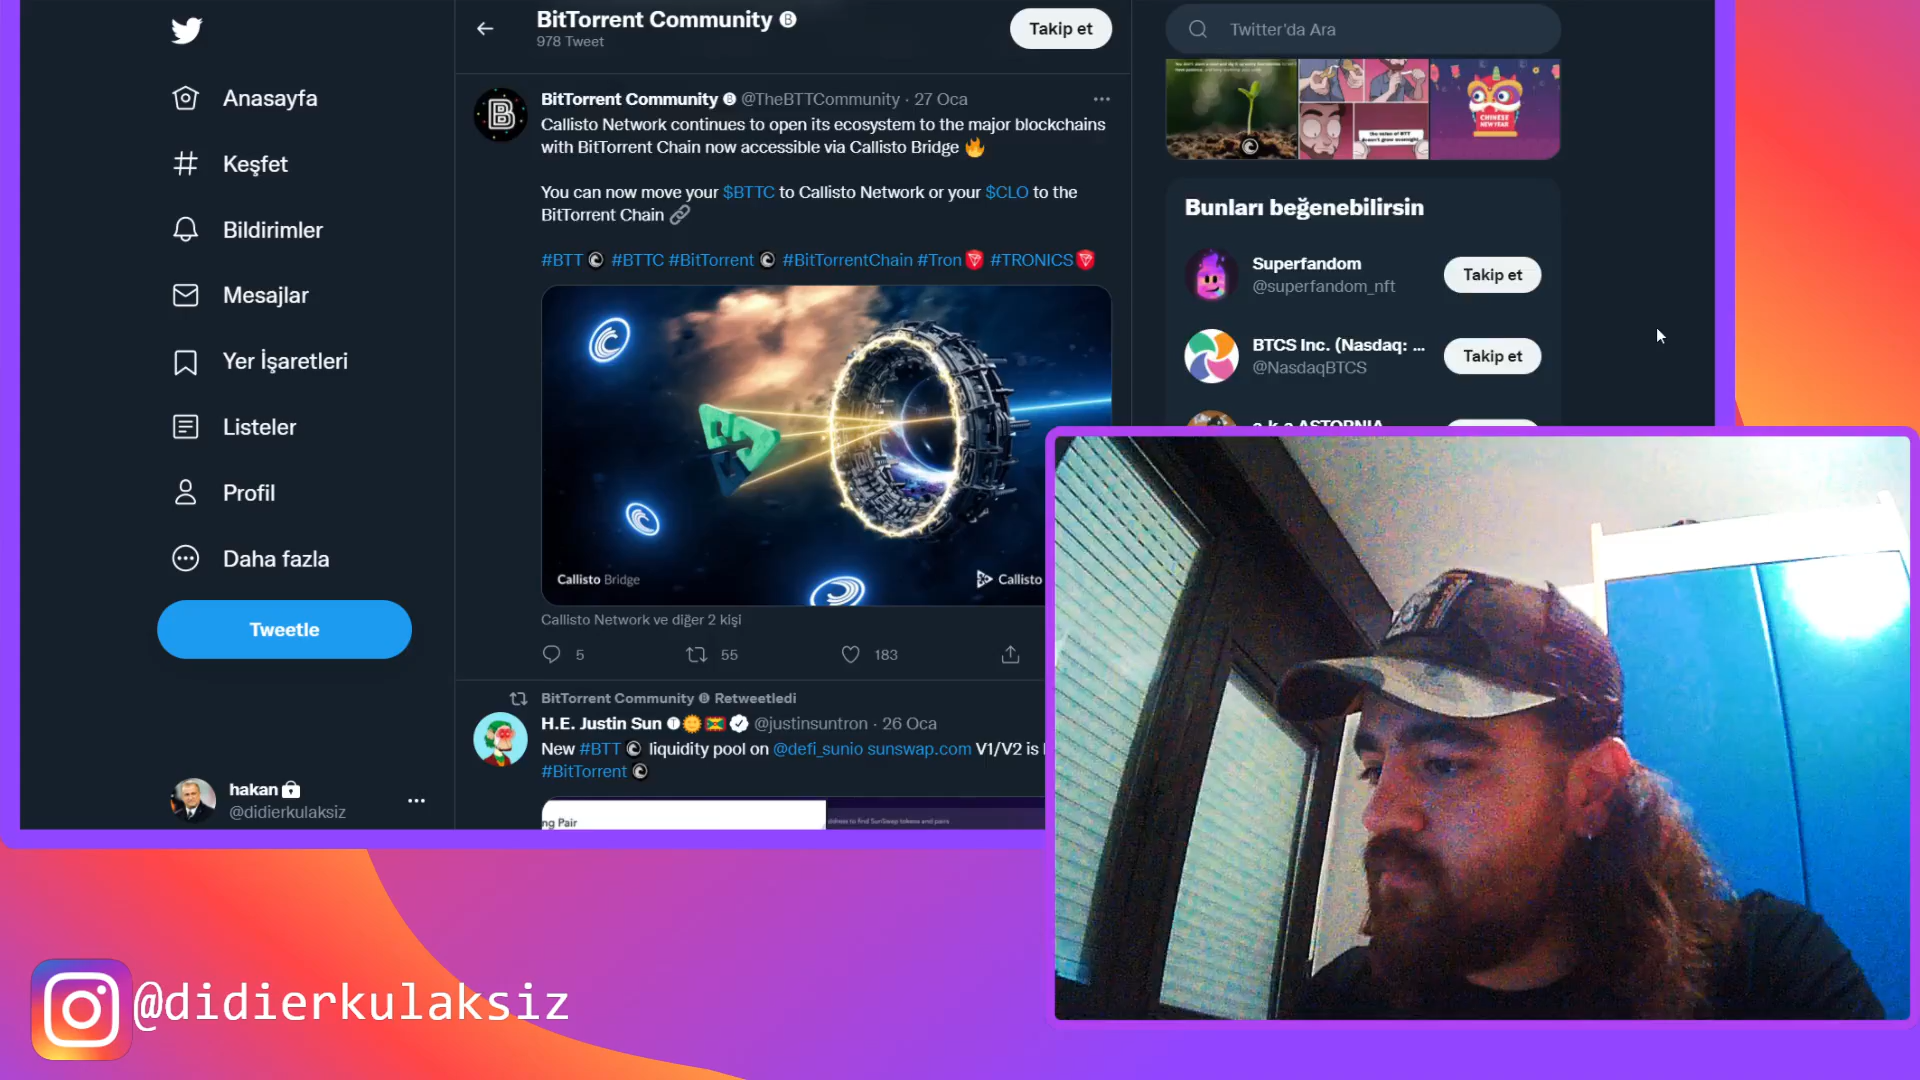 BitTorrent Community
978 Tweet
Takip et
Twitter'da Ara
Anasayfa
Keşfet
Bildirimler
Mesajlar
Yer İşaretleri
Listeler
Profil
Daha fazla
Tweetle
hakan
@didierkulaksiz
BitTorrent Community @TheBTTCommunity · 27 Oca
Callisto Network continues to open its ecosystem to the major blockchains
with BitTorrent Chain now accessible via Callisto Bridge
You can now move your $BTTC to Callisto Network or your $CLO to the
BitTorrent Chain
#BTT #BTTC #BitTorrent #BitTorrentChain #Tron #TRONICS
Callisto Bridge
Callisto
Callisto Network ve diğer 2 kişi
5 55 183
BitTorrent Community Retweetledi
H.E. Justin Sun @justinsuntron · 26 Oca
New #BTT liquidity pool on @defi_sunio sunswap.com V1/V2 is
#BitTorrent
ng Pair
CHINESE
NEW YEAR
Bunları beğenebilirsin
Superfandom
@superfandom_nft
Takip et
BTCS Inc. (Nasdaq: ...
@NasdaqBTCS
Takip et
@didierkulaksiz